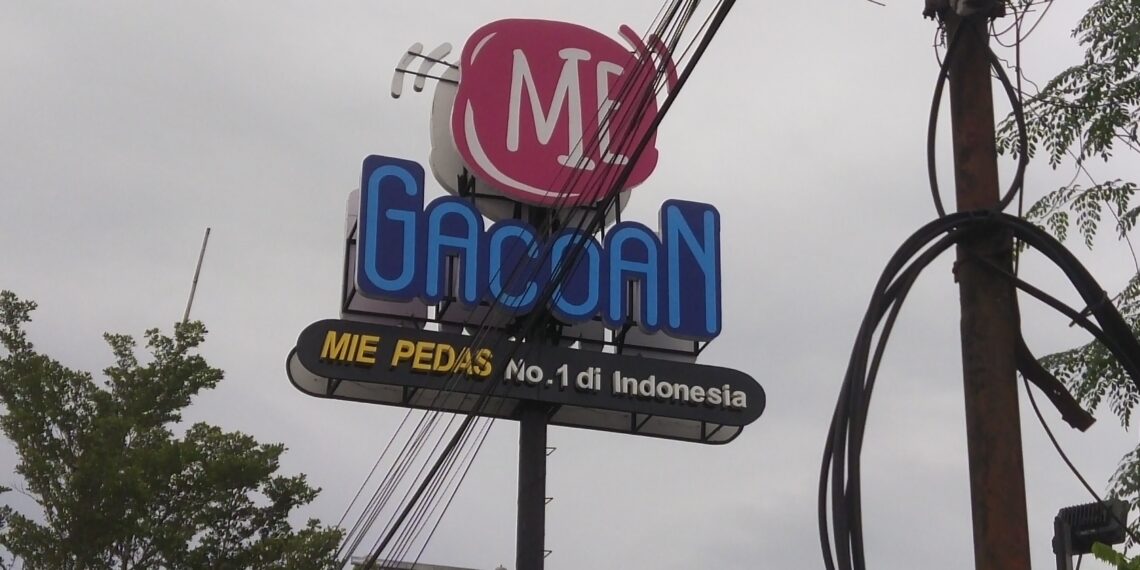 MIE
GACOAN
MIE PEDAS No.1 di Indonesia